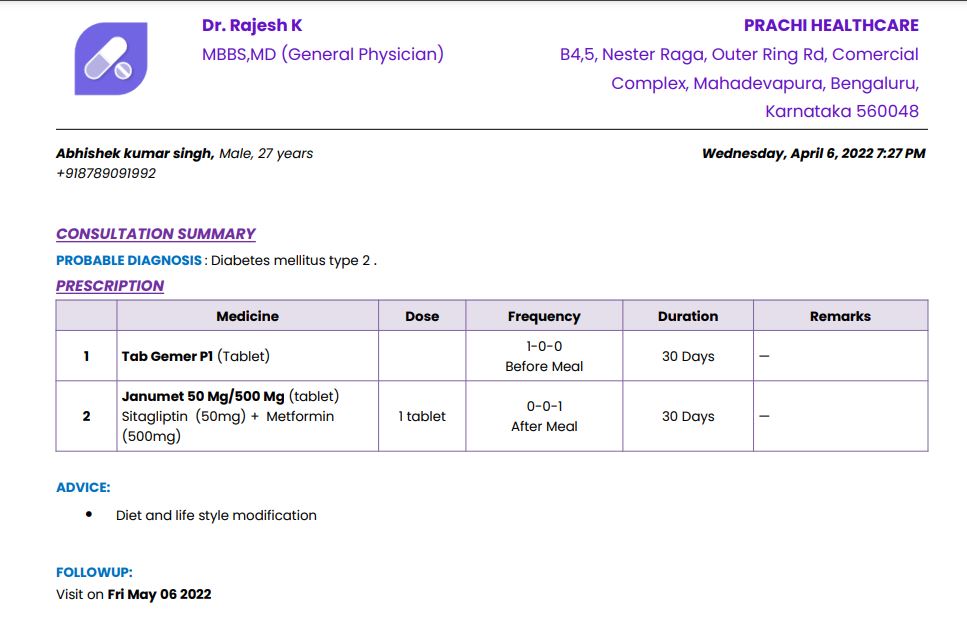 Dr. Rajesh K
MBBS,MD (General Physician)
PRACHI HEALTHCARE
B4,5, Nester Raga, Outer Ring Rd, Comercial
Complex, Mahadevapura, Bengaluru,
Karnataka 560048
Abhishek kumar singh, Male, 27 years
+918789091992
Wednesday, April 6, 2022 7:27 PM
CONSULTATION SUMMARY
PROBABLE DIAGNOSIS : Diabetes mellitus type 2 .
PRESCRIPTION
Medicine Dose Frequency Duration Remarks
1 Tab Gemer P1 (Tablet) 1-0-0 Before Meal 30 Days —
2 Janumet 50 Mg/500 Mg (tablet) Sitagliptin (50mg) + Metformin (500mg) 1 tablet 0-0-1 After Meal 30 Days —
ADVICE:
• Diet and life style modification
FOLLOWUP:
Visit on Fri May 06 2022